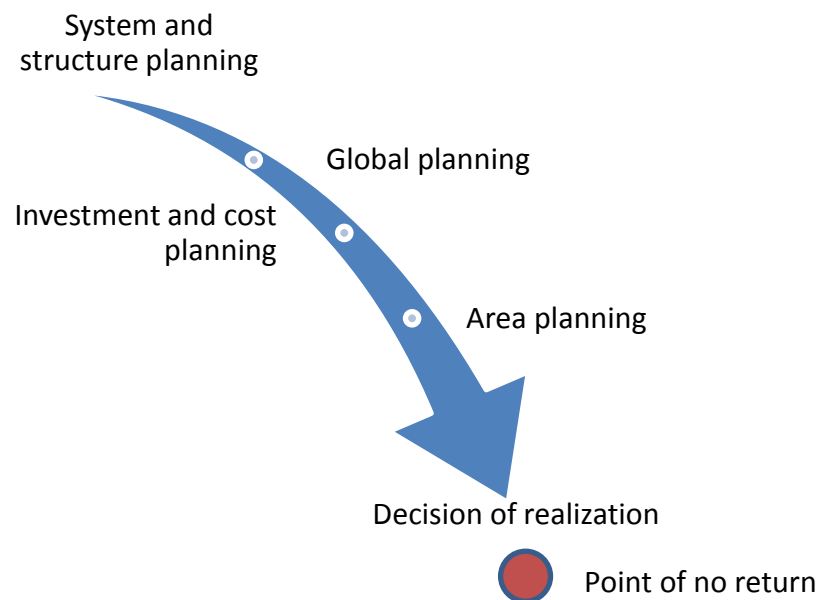 System and
structure planning
Global planning
Investment and cost
planning
Area planning
Decision of realization
Point of no return